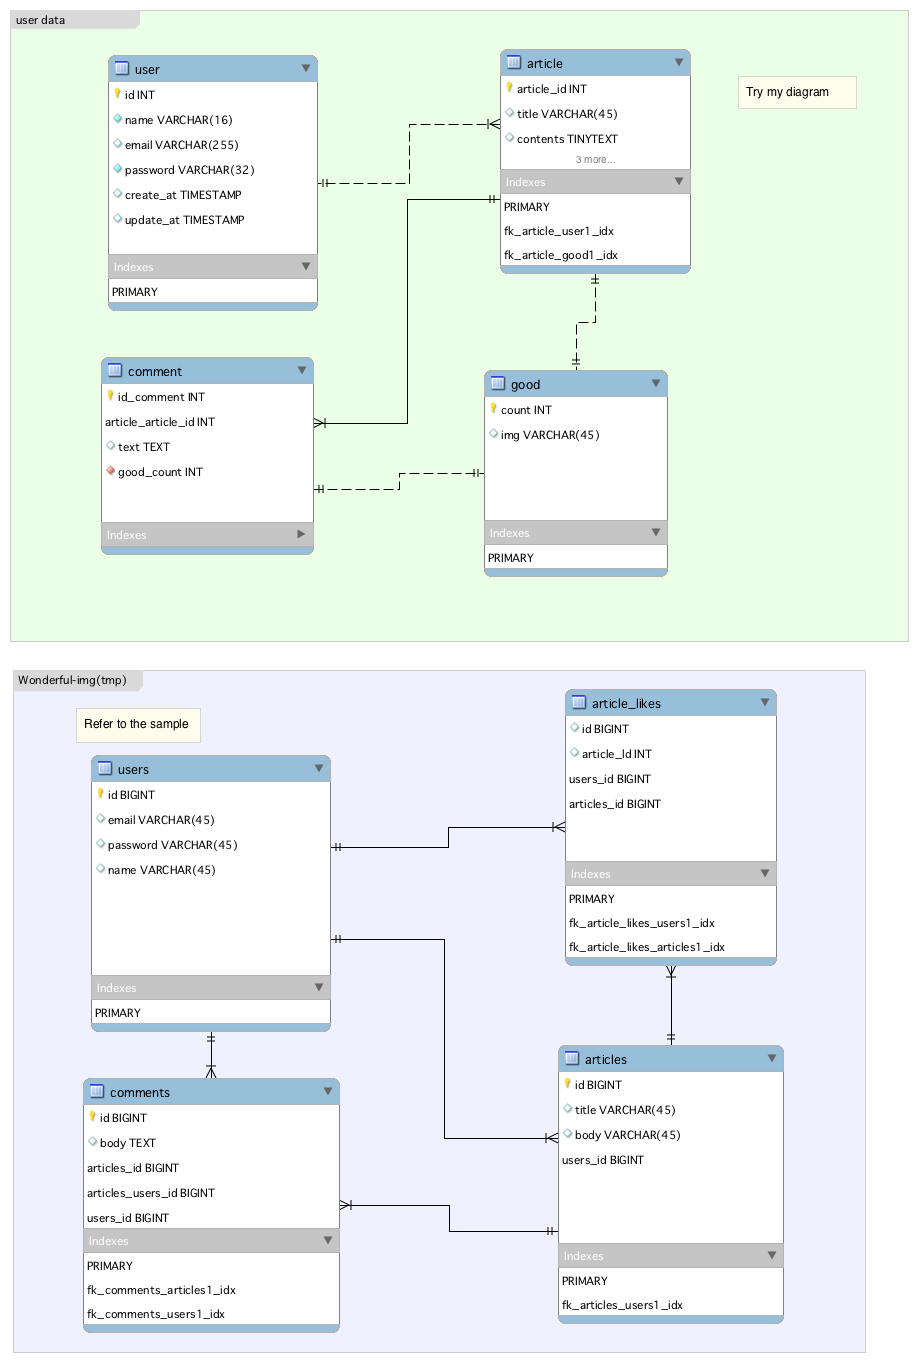 user data
user
id INT
name VARCHAR(16)
email VARCHAR(255)
password VARCHAR(32)
create_at TIMESTAMP
update_at TIMESTAMP
Indexes
PRIMARY
article
article_id INT
title VARCHAR(45)
contents TINYTEXT
3 more...
Indexes
PRIMARY
fk_article_user1_idx
fk_article_good1_idx
Try my diagram
comment
id_comment INT
article_article_id INT
text TEXT
good_count INT
Indexes
good
count INT
img VARCHAR(45)
Indexes
PRIMARY
Wonderful-img(tmp)
Refer to the sample
users
id BIGINT
email VARCHAR(45)
password VARCHAR(45)
name VARCHAR(45)
Indexes
PRIMARY
article_likes
id BIGINT
article_Id INT
users_id BIGINT
articles_id BIGINT
Indexes
PRIMARY
fk_article_likes_users1_idx
fk_article_likes_articles1_idx
comments
id BIGINT
body TEXT
articles_id BIGINT
articles_users_id BIGINT
users_id BIGINT
Indexes
PRIMARY
fk_comments_articles1_idx
fk_comments_users1_idx
articles
id BIGINT
title VARCHAR(45)
body VARCHAR(45)
users_id BIGINT
Indexes
PRIMARY
fk_articles_users1_idx